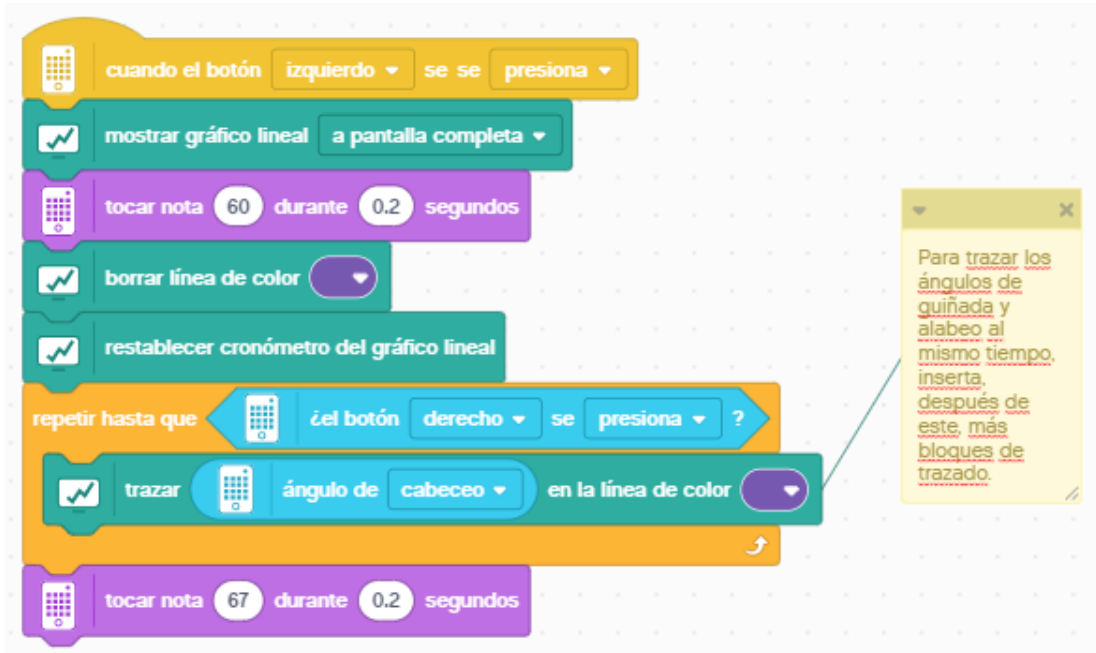 cuando el botón izquierdo se se presiona
mostrar gráfico lineal a pantalla completa
tocar nota 60 durante 0.2 segundos
borrar línea de color
restablecer cronómetro del gráfico lineal
repetir hasta que ¿el botón derecho se presiona ?
trazar ángulo de cabeceo en la línea de color
tocar nota 67 durante 0.2 segundos
Para trazar los
ángulos de
guiñada y
alabeo al
mismo tiempo,
inserta,
después de
este, más
bloques de
trazado.